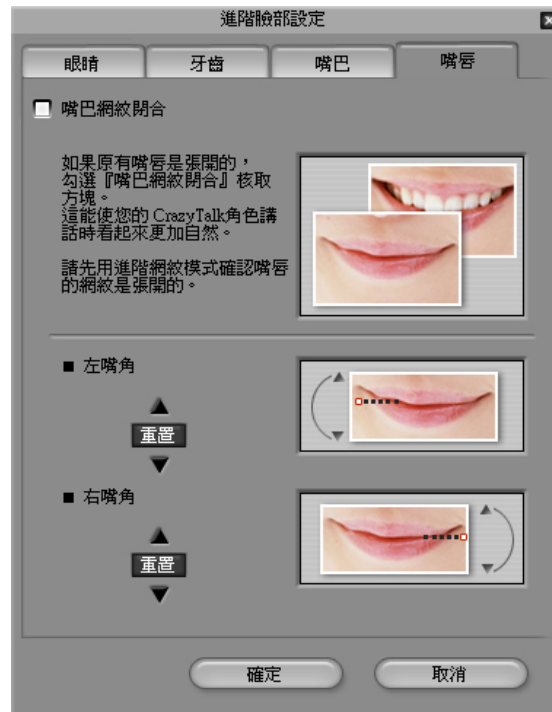 進階臉部設定
眼睛
牙齒
嘴巴
嘴唇
嘴巴網紋閉合
如果原有嘴唇是張開的，
勾選『嘴巴網紋閉合』核取
方塊。
這能使您的 CrazyTalk角色講
話時看起來更加自然。
請先用進階網紋模式確認嘴唇
的網紋是張開的。
左嘴角
重置
右嘴角
重置
確定
取消